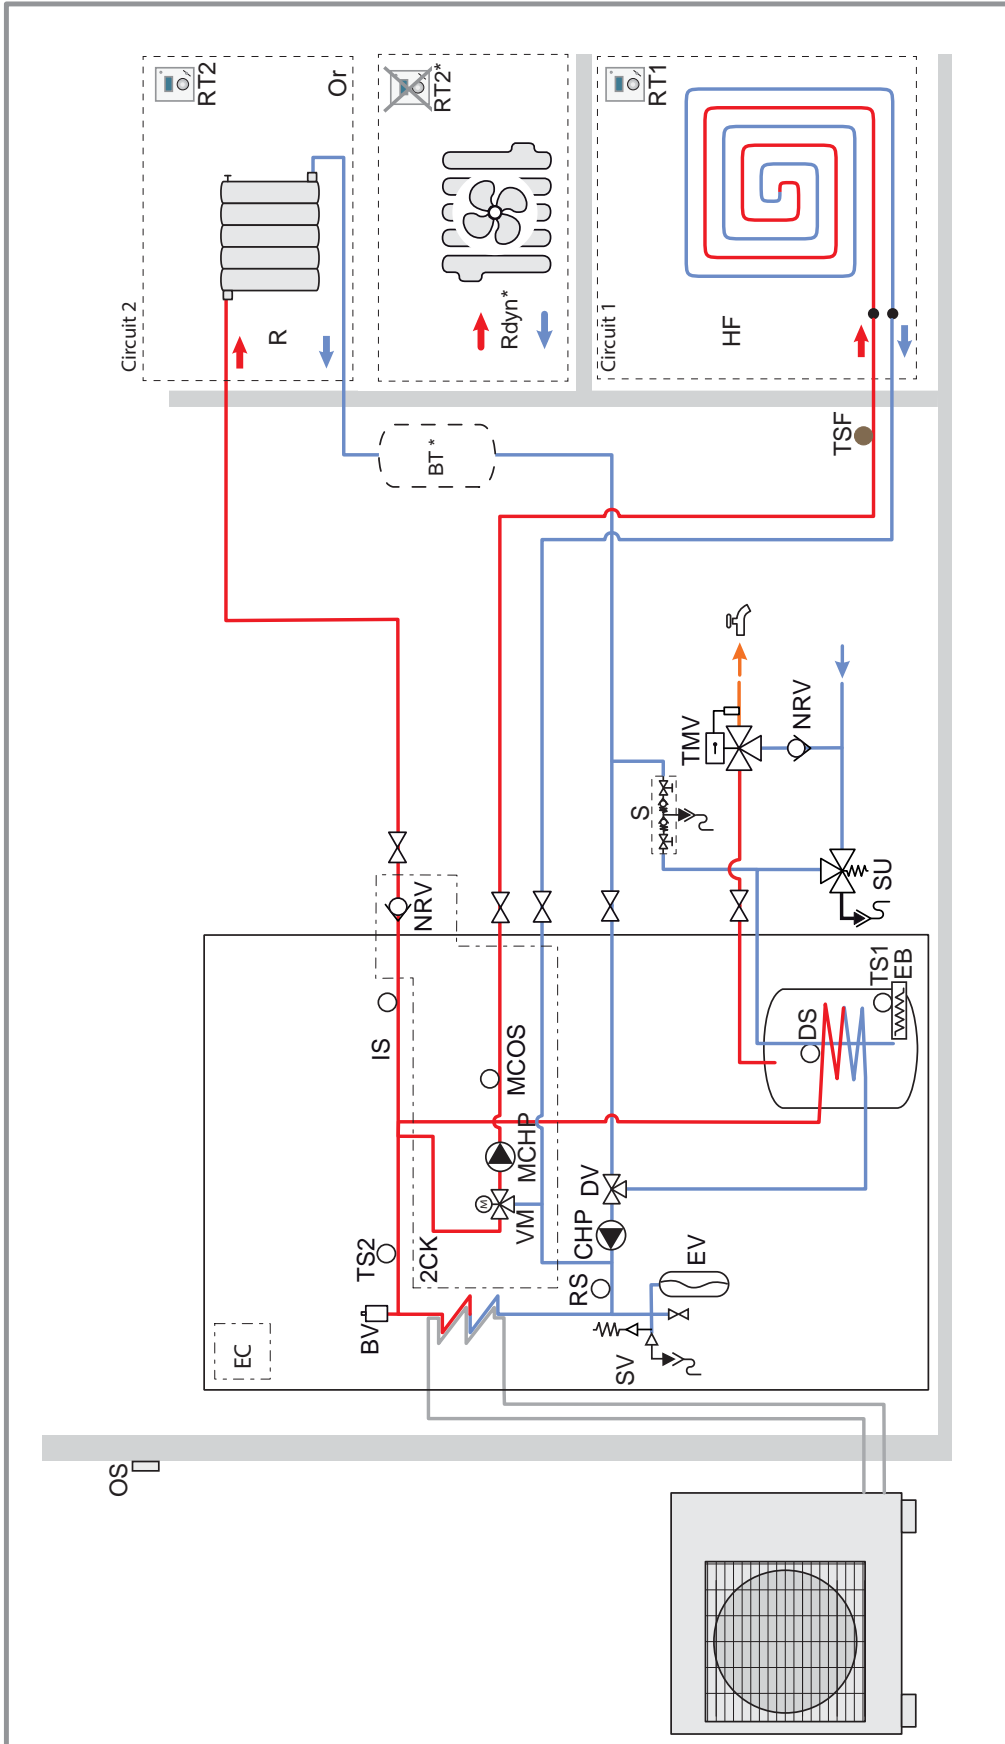 Circuit 2
RT2
Or
R
RT2*
Rdyn*
Circuit 1
RT1
HF
BT *
TSF
TMV
NRV
S
SU
NRV
IS
MCOS
MCHP
VM
M
TS2
2CK
BV
EC
DV
CHP
RS
EV
SV
DS
TS1
EB
OS